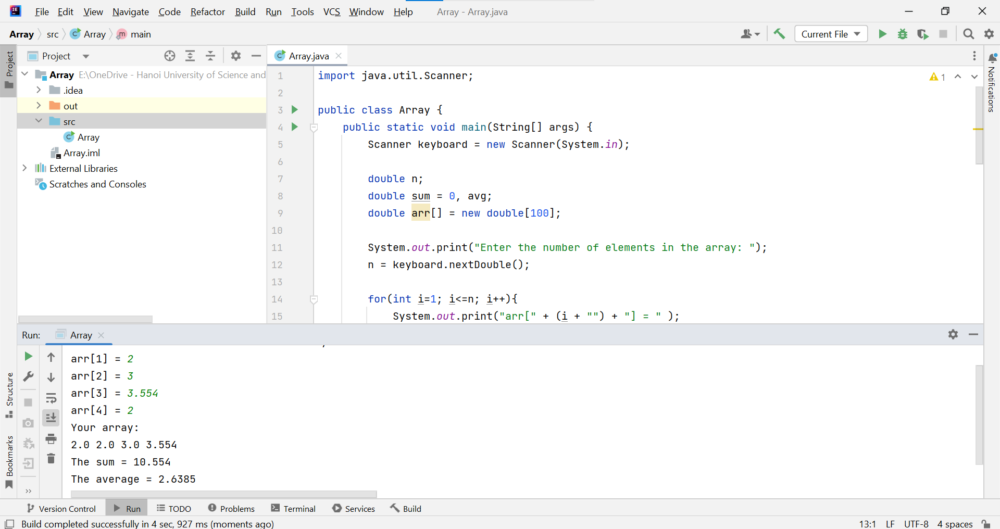 File Edit View Navigate Code Refactor Build Run Tools VCS Window Help Array - Array.java
Array src Array main Current File
Project Array.java
Project
Notifications
Array E:\OneDrive - Hanoi University of Science and
.idea
out
src
Array
Array.iml
External Libraries
Scratches and Consoles
1 import java.util.Scanner;
2
3 public class Array {
4 public static void main(String[] args) {
5 Scanner keyboard = new Scanner(System.in);
6
7 double n;
8 double sum = 0, avg;
9 double arr[] = new double[100];
10
11 System.out.print("Enter the number of elements in the array: ");
12 n = keyboard.nextDouble();
13
14 for(int i=1; i<=n; i++){
15 System.out.print("arr[" + (i + "") + "] = " );
1
Run: Array
Structure
Bookmarks
arr[1] = 2
arr[2] = 3
arr[3] = 3.554
arr[4] = 2
Your array:
2.0 2.0 3.0 3.554
The sum = 10.554
The average = 2.6385
Version Control Run TODO Problems Terminal Services Build
Build completed successfully in 4 sec, 927 ms (moments ago) 13:1 LF UTF-8 4 spaces